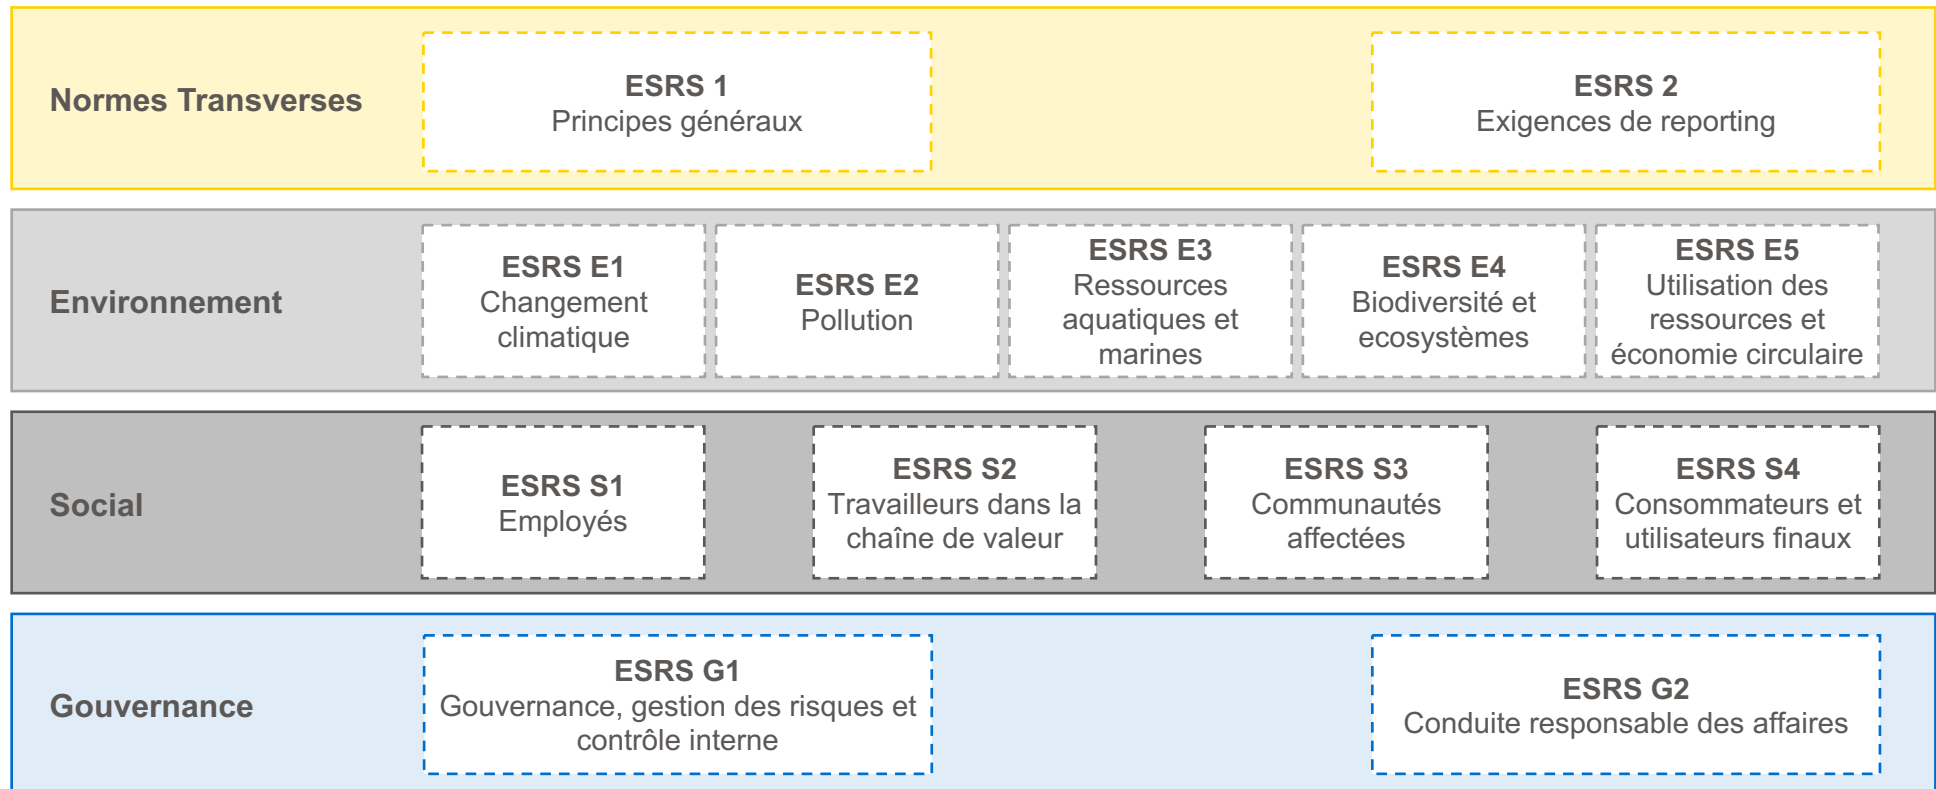 Normes Transverses
ESRS 1
Principes généraux
ESRS 2
Exigences de reporting
Environnement
ESRS E1
Changement
climatique
ESRS E2
Pollution
ESRS E3
Ressources
aquatiques et
marines
ESRS E4
Biodiversité et
ecosystèmes
ESRS E5
Utilisation des
ressources et
économie circulaire
Social
ESRS S1
Employés
ESRS S2
Travailleurs dans la
chaîne de valeur
ESRS S3
Communautés
affectées
ESRS S4
Consommateurs et
utilisateurs finaux
Gouvernance
ESRS G1
Gouvernance, gestion des risques et
contrôle interne
ESRS G2
Conduite responsable des affaires